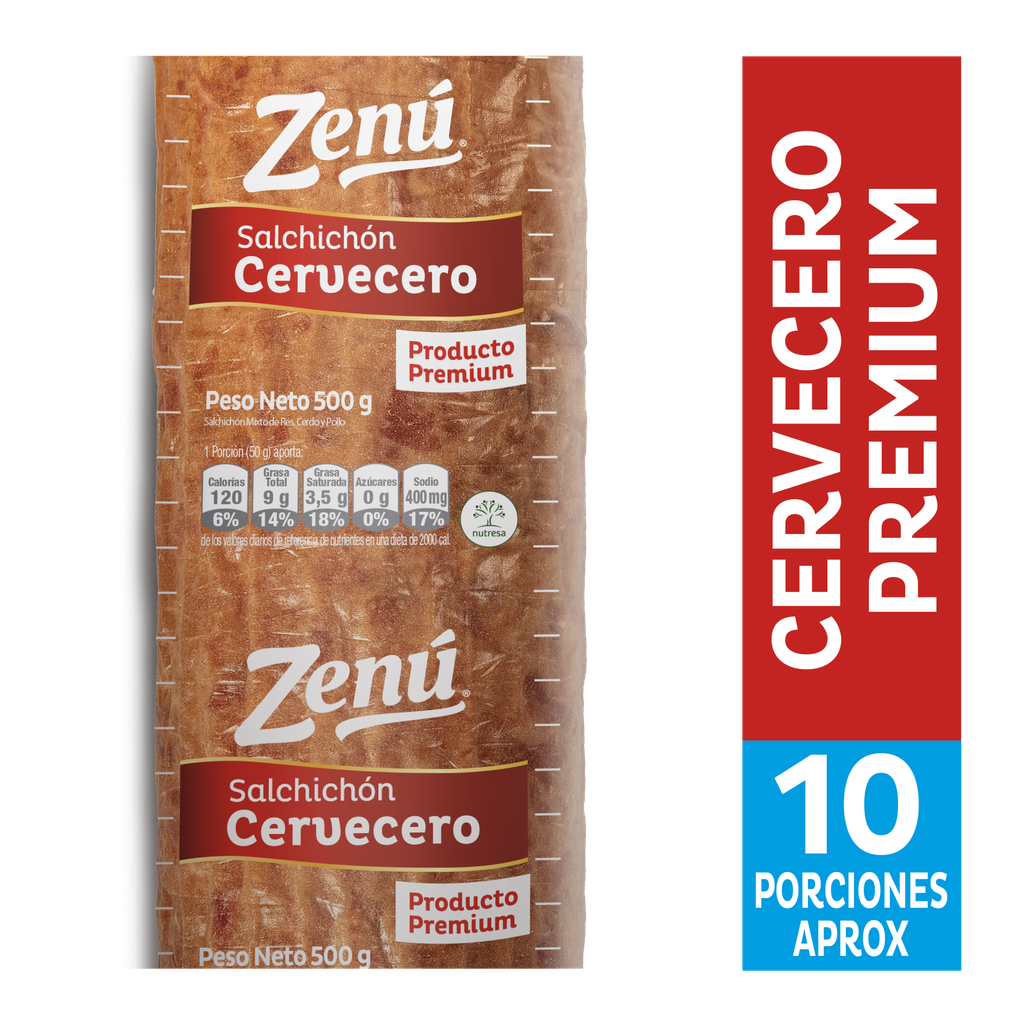 Zenú®
Salchichón
Cervecero
Producto
Premium
Peso Neto 500 g
Salchichón Mixto de Res, Cerdo y Pollo
1 Porción (50 g) aporta:
Calorías
120
6%
Grasa
Total
9 g
14%
Grasa
Saturada
3,5 g
18%
Azúcares
0 g
0%
Sodio
400 mg
17%
de los valores diarios de referencia de nutrientes en una dieta de 2000 cal.
nutresa
Zenú®
Salchichón
Cervecero
Producto
Premium
Peso Neto 500 g
CERVECERO
PREMIUM
10
PORCIONES
APROX